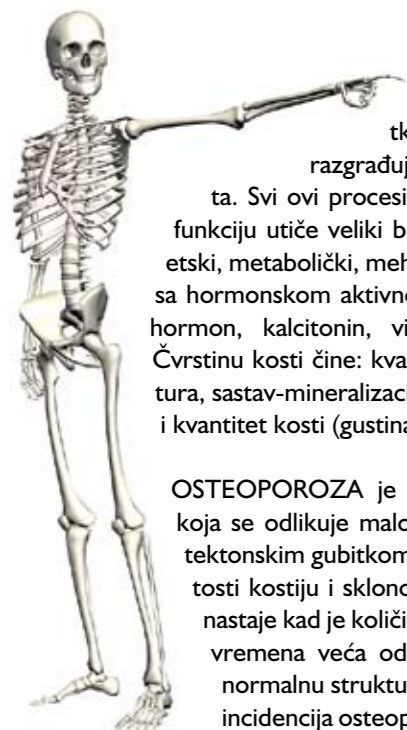 tk
razgrađuj
ta. Svi ovi procesi
funkciju utiče veliki b
etski, metabolički, meh
sa hormonskom aktivn
hormon, kalcitonin, vi
Čvrstinu kosti čine: kva
tura, sastav-mineralizaci
i kvantitet kosti (gustina
OSTEOPOROZA je
koja se odlikuje malo
tektonskim gubitkom
tosti kostiju i sklono
nastaje kad je količi
vremena veća od
normalnu struktu
incidencija osteop